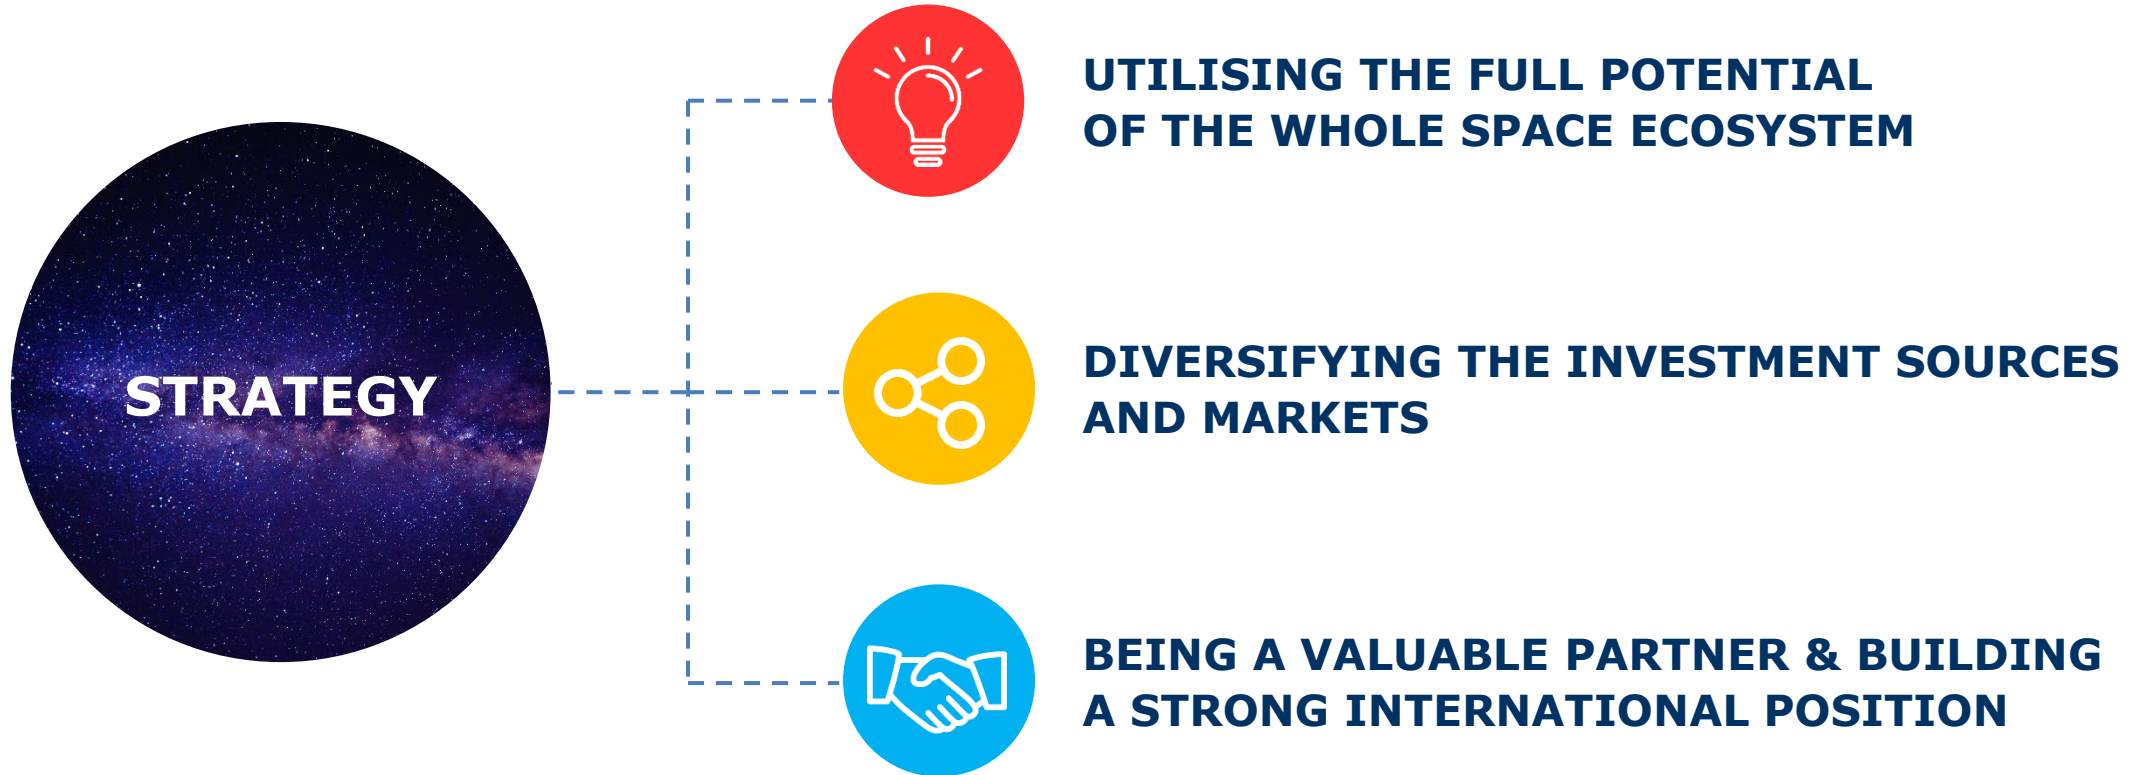 STRATEGY
UTILISING THE FULL POTENTIAL
OF THE WHOLE SPACE ECOSYSTEM
DIVERSIFYING THE INVESTMENT SOURCES
AND MARKETS
BEING A VALUABLE PARTNER & BUILDING
A STRONG INTERNATIONAL POSITION